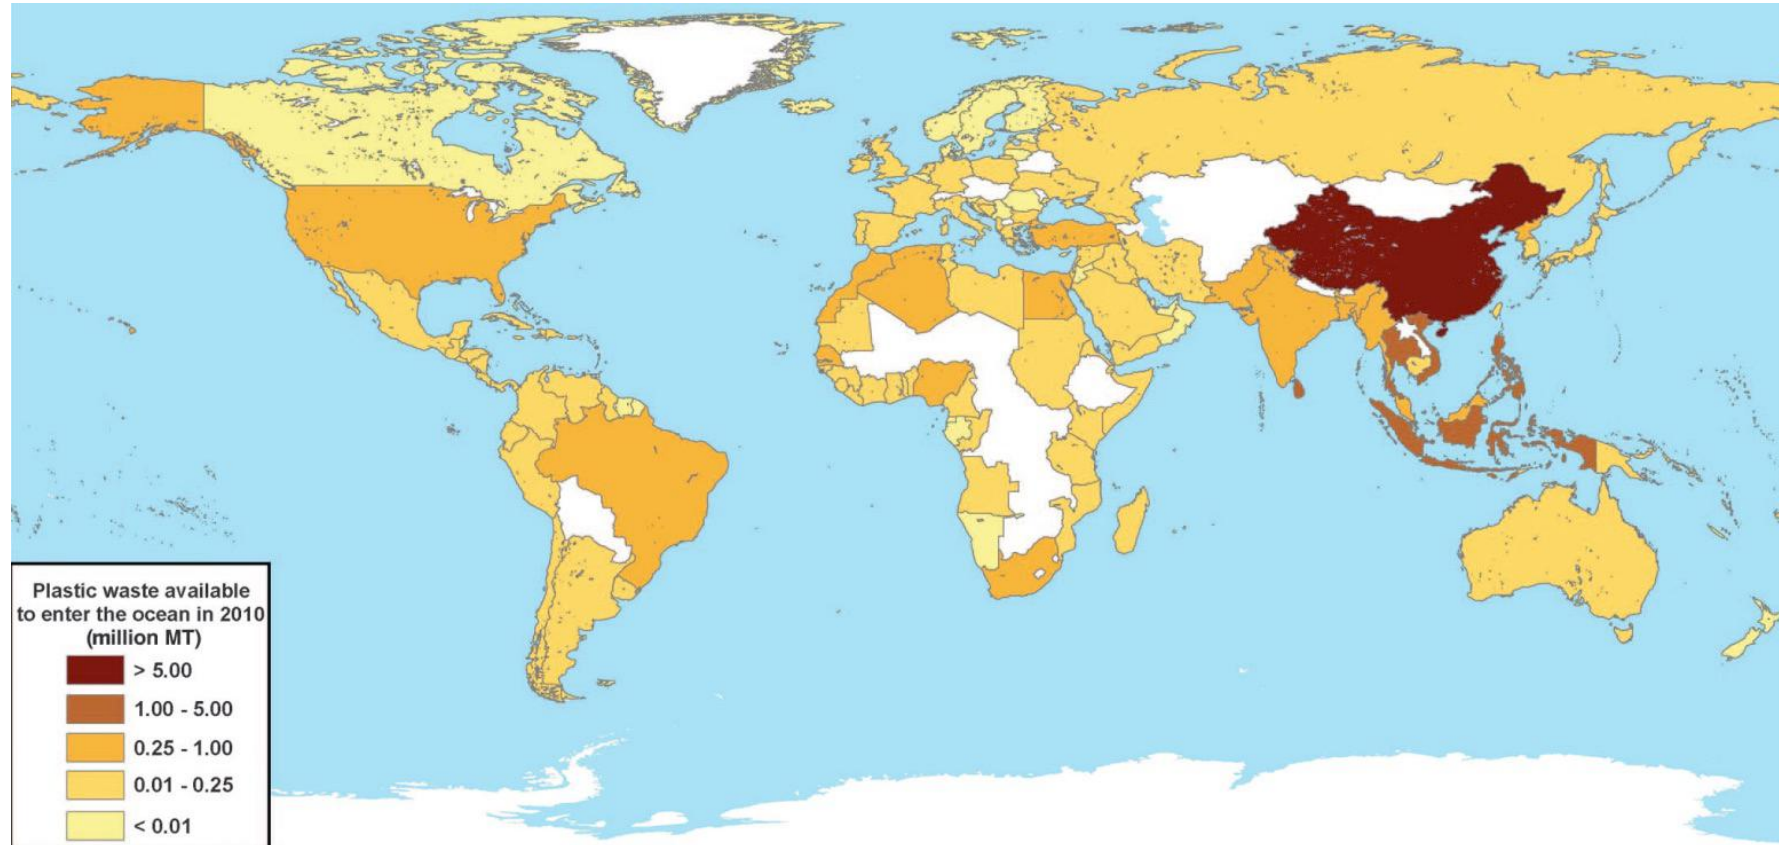 Plastic waste available
to enter the ocean in 2010
(million MT)
> 5.00
1.00 - 5.00
0.25 - 1.00
0.01 - 0.25
< 0.01